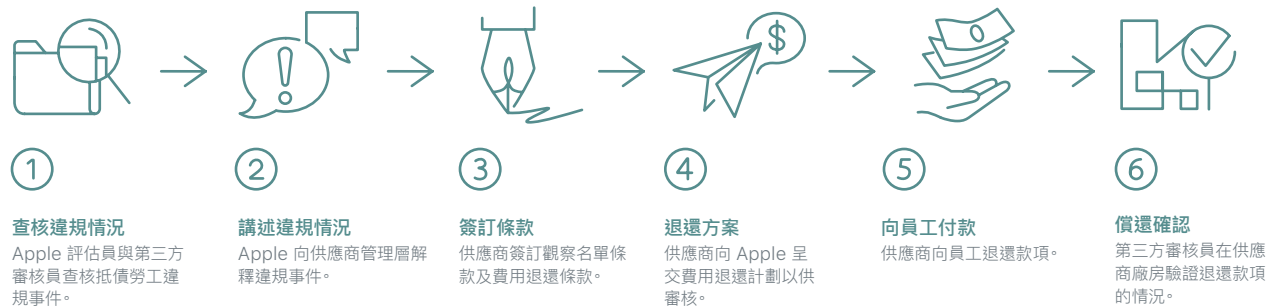 $
1
查核違規情況
Apple 評估員與第三方
審核員查核抵債勞工違
規事件。
2
講述違規情況
Apple 向供應商管理層解
釋違規事件。
3
簽訂條款
供應商簽訂觀察名單條
款及費用退還條款。
4
退還方案
供應商向 Apple 呈
交費用退還計劃以供
審核。
5
向員工付款
供應商向員工退還款項。
6
償還確認
第三方審核員在供應
商廠房驗證退還款項
的情況。